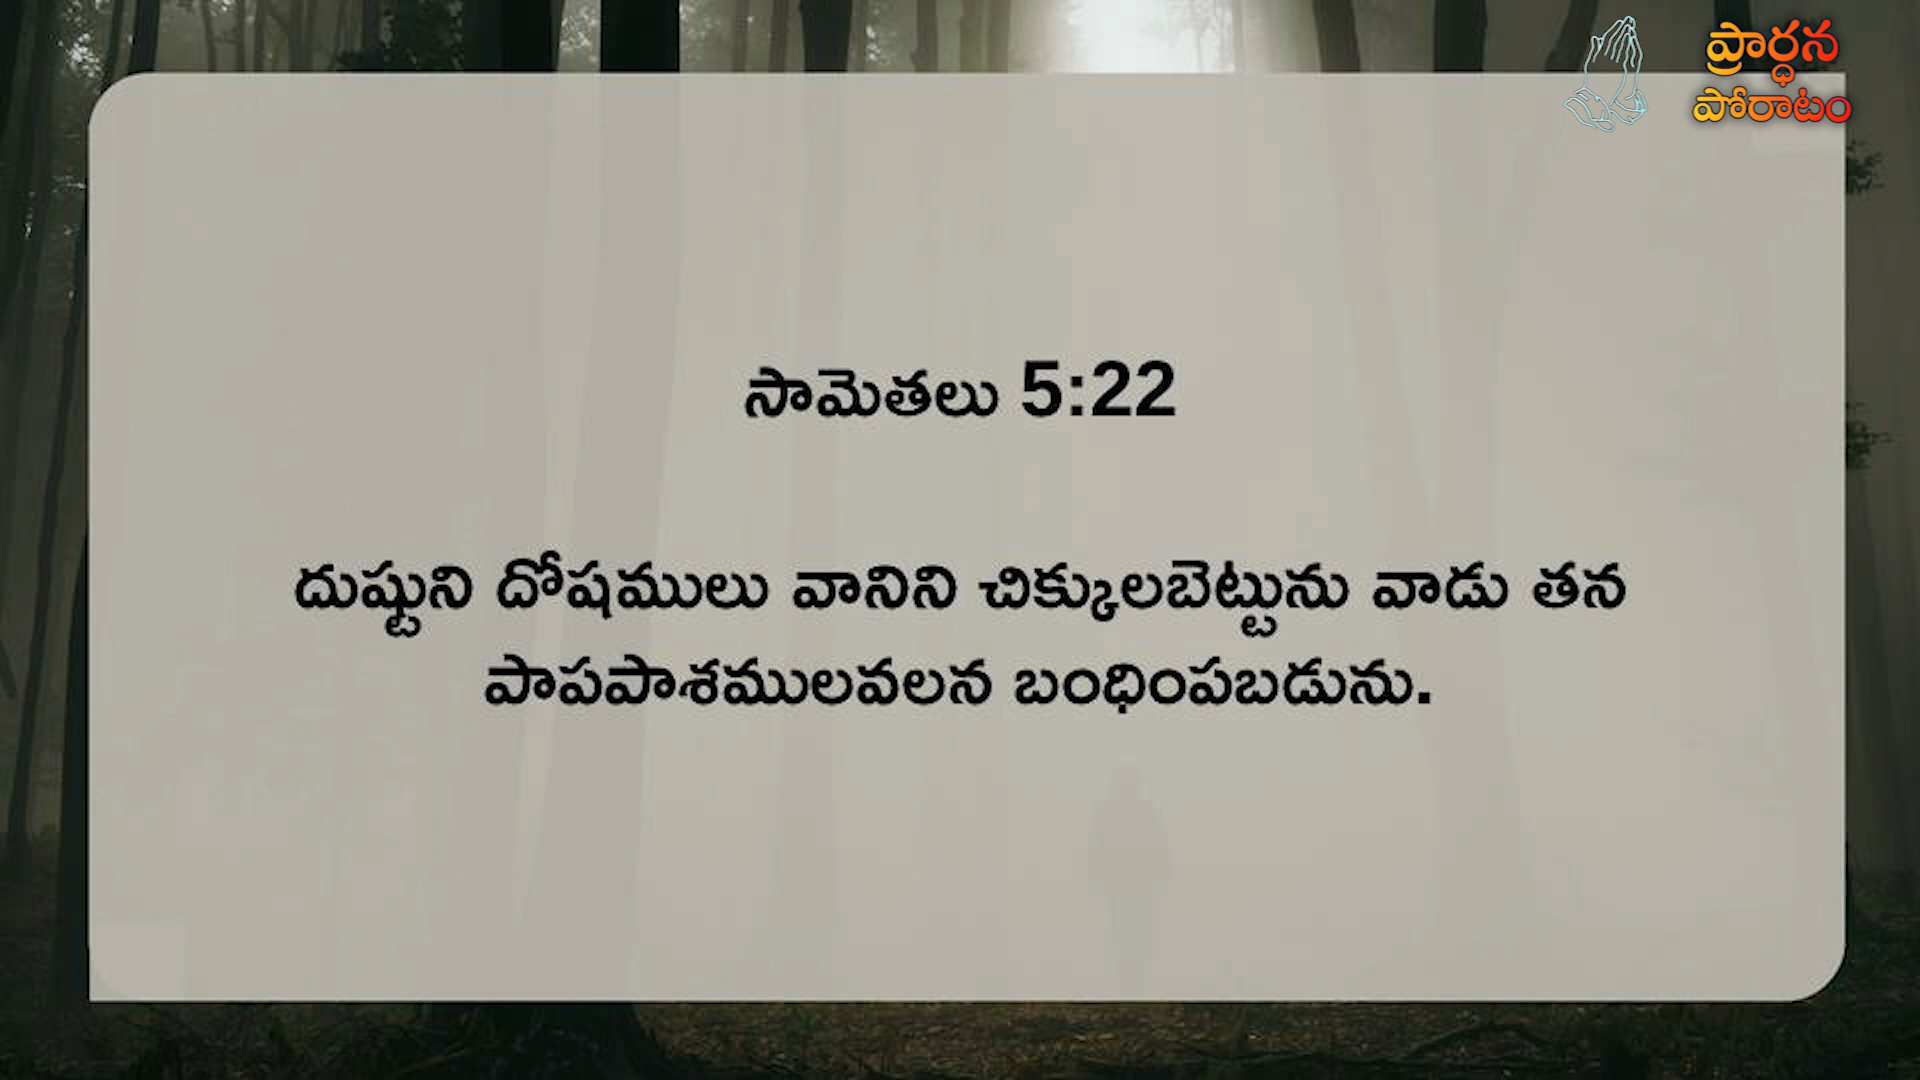 ప్రార్థన
పోరాటం
సామెతలు 5:22
దుష్టుని దోషములు వానిని చిక్కులబెట్టును వాడు తన
పాపపాశములవలన బంధింపబడును.